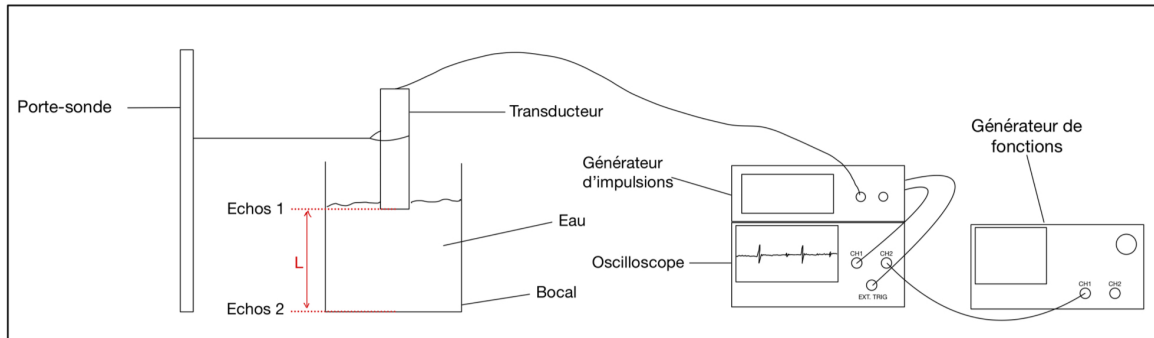 Porte-sonde
Transducteur
Générateur de
fonctions
Générateur
d'impulsions
Echos 1
Eau
L
Oscilloscope
CH1
CH2
EXT. TRIG
CH1
CH2
Bocal
Echos 2